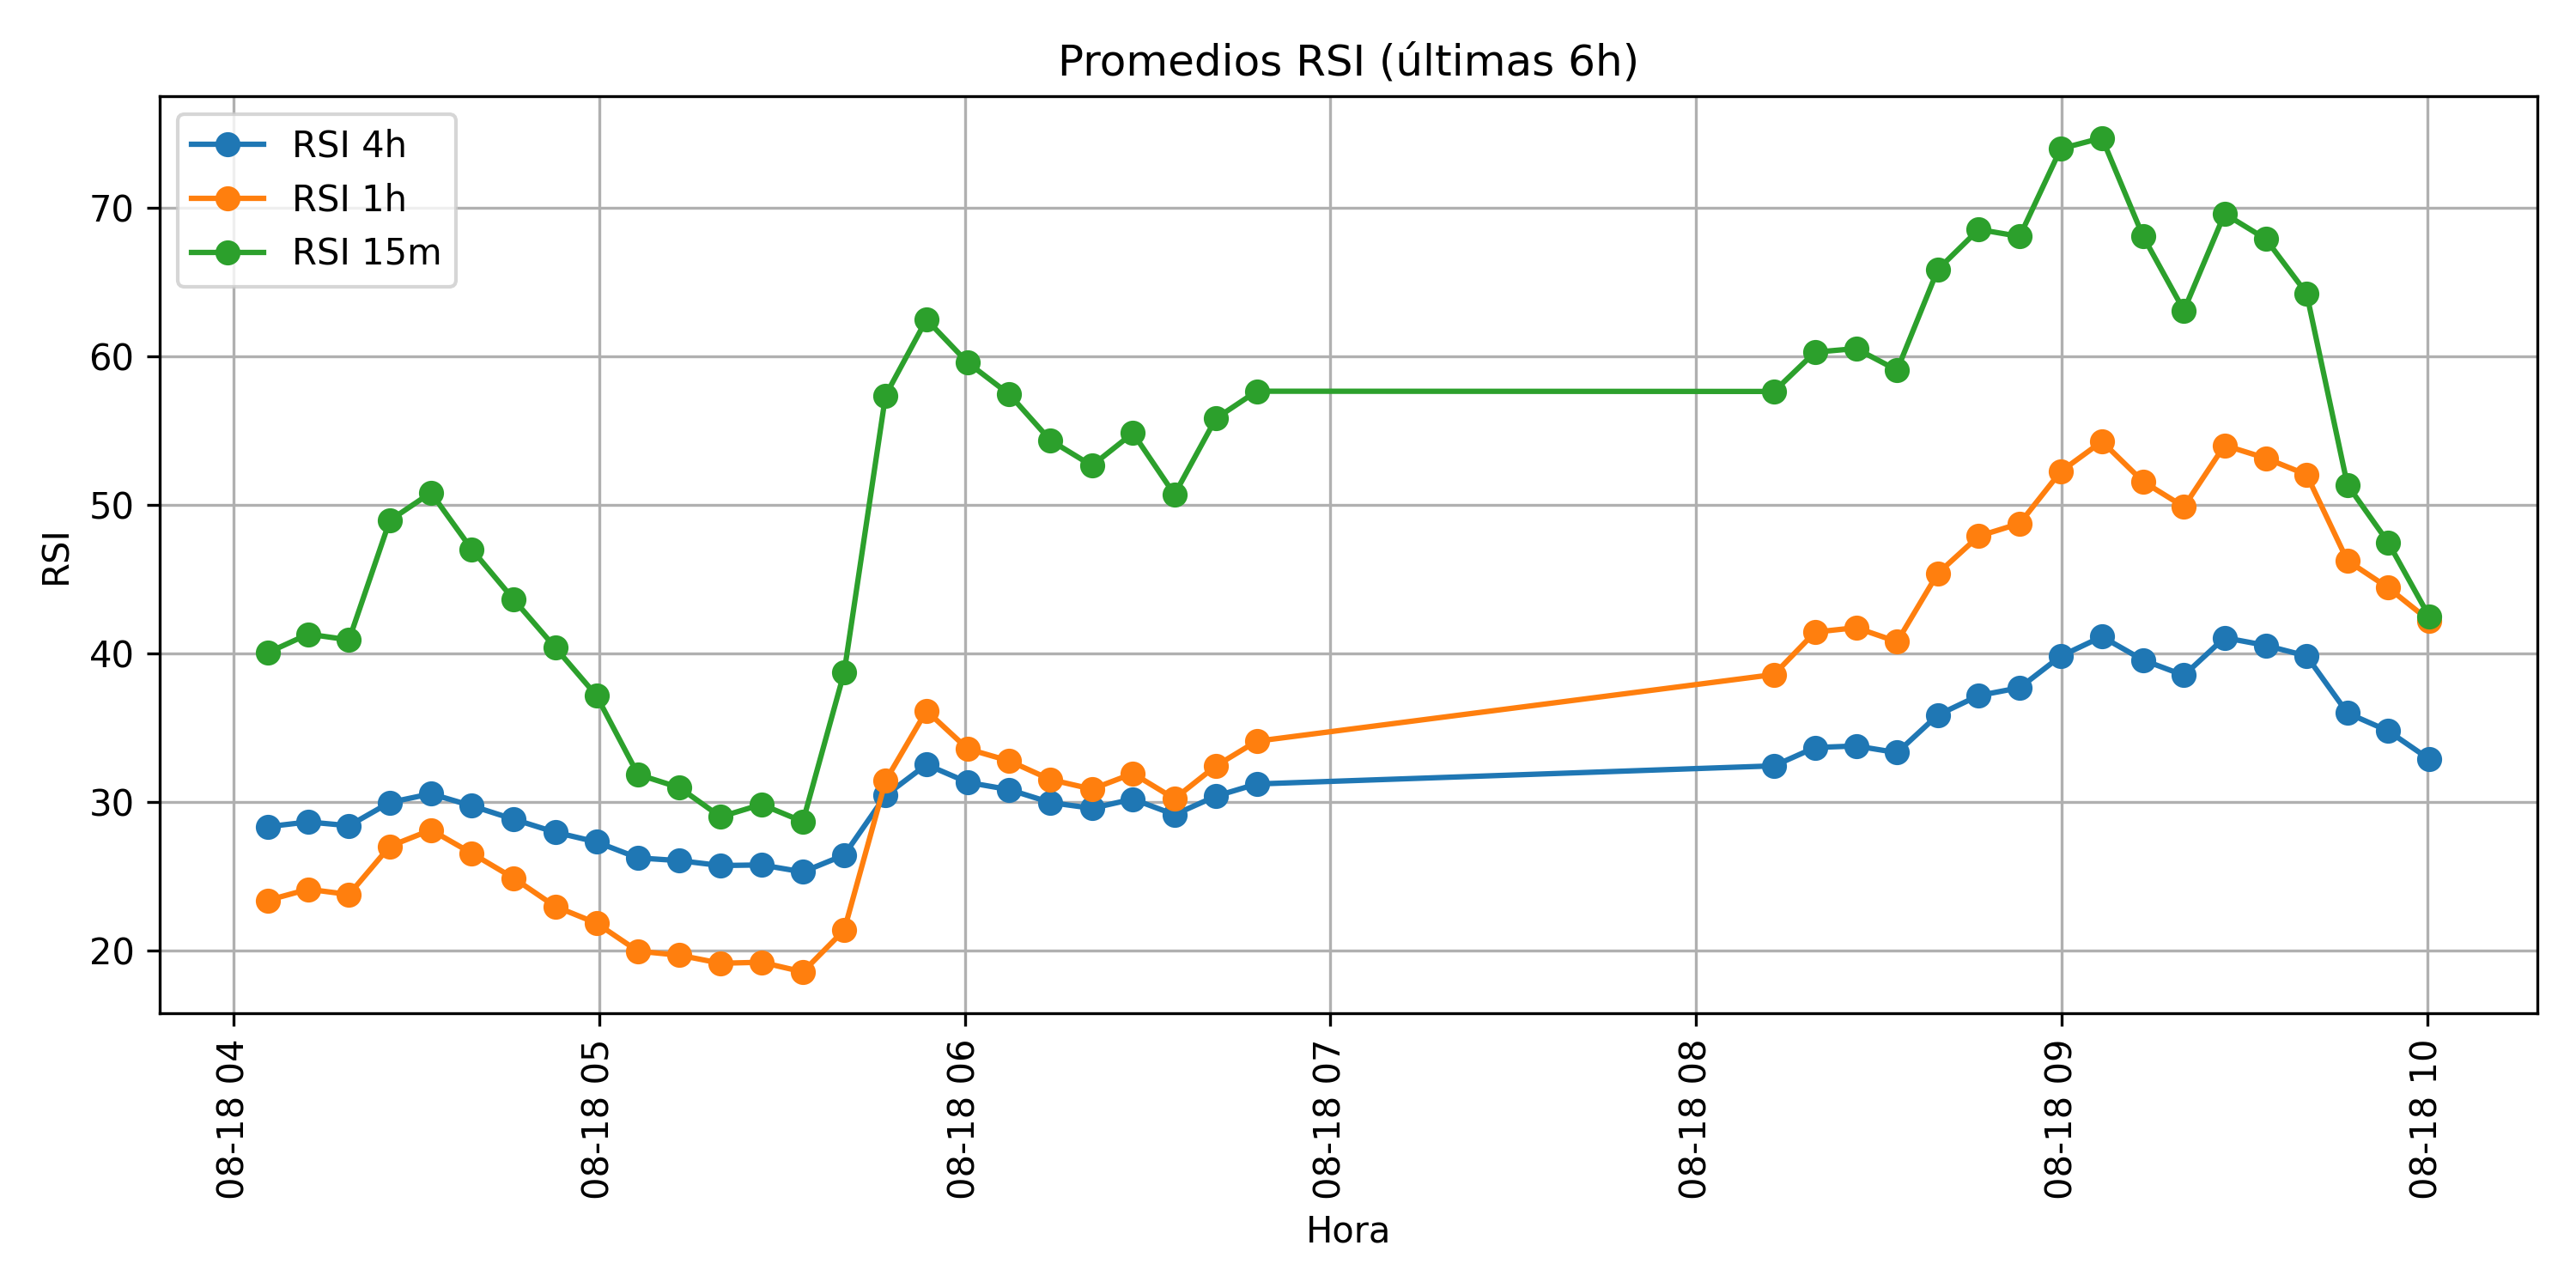 Promedios RSI (últimas 6h)
RSI 4h
RSI 1h
RSI 15m
RSI
70
60
50
40
30
20
08-18 04
08-18 05
08-18 06
08-18 07
08-18 08
08-18 09
08-18 10
Hora